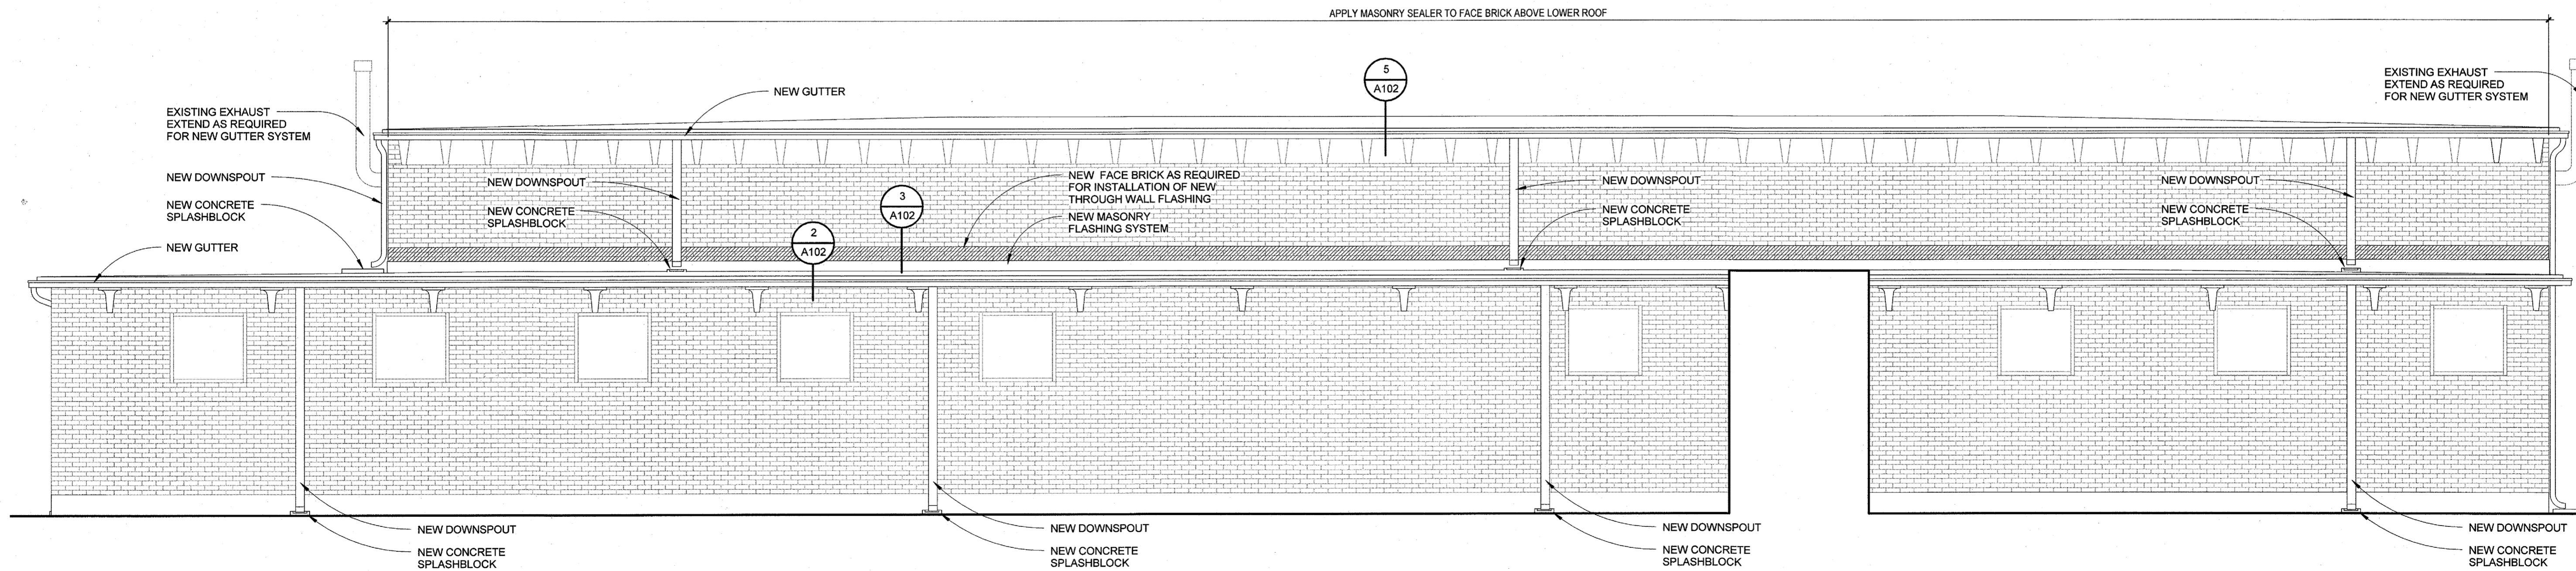 APPLY MASONRY SEALER TO FACE BRICK ABOVE LOWER ROOF
EXISTING EXHAUST
EXTEND AS REQUIRED
FOR NEW GUTTER SYSTEM
NEW GUTTER
5
A102
EXISTING EXHAUST
EXTEND AS REQUIRED
FOR NEW GUTTER SYSTEM
NEW DOWNSPOUT
NEW CONCRETE
SPLASHBLOCK
NEW GUTTER
NEW DOWNSPOUT
NEW CONCRETE
SPLASHBLOCK
2
A102
3
A102
NEW FACE BRICK AS REQUIRED
FOR INSTALLATION OF NEW
THROUGH WALL FLASHING
NEW MASONRY
FLASHING SYSTEM
NEW DOWNSPOUT
NEW CONCRETE
SPLASHBLOCK
NEW DOWNSPOUT
NEW CONCRETE
SPLASHBLOCK
NEW DOWNSPOUT
NEW CONCRETE
SPLASHBLOCK
NEW DOWNSPOUT
NEW CONCRETE
SPLASHBLOCK
NEW DOWNSPOUT
NEW CONCRETE
SPLASHBLOCK
NEW DOWNSPOUT
NEW CONCRETE
SPLASHBLOCK